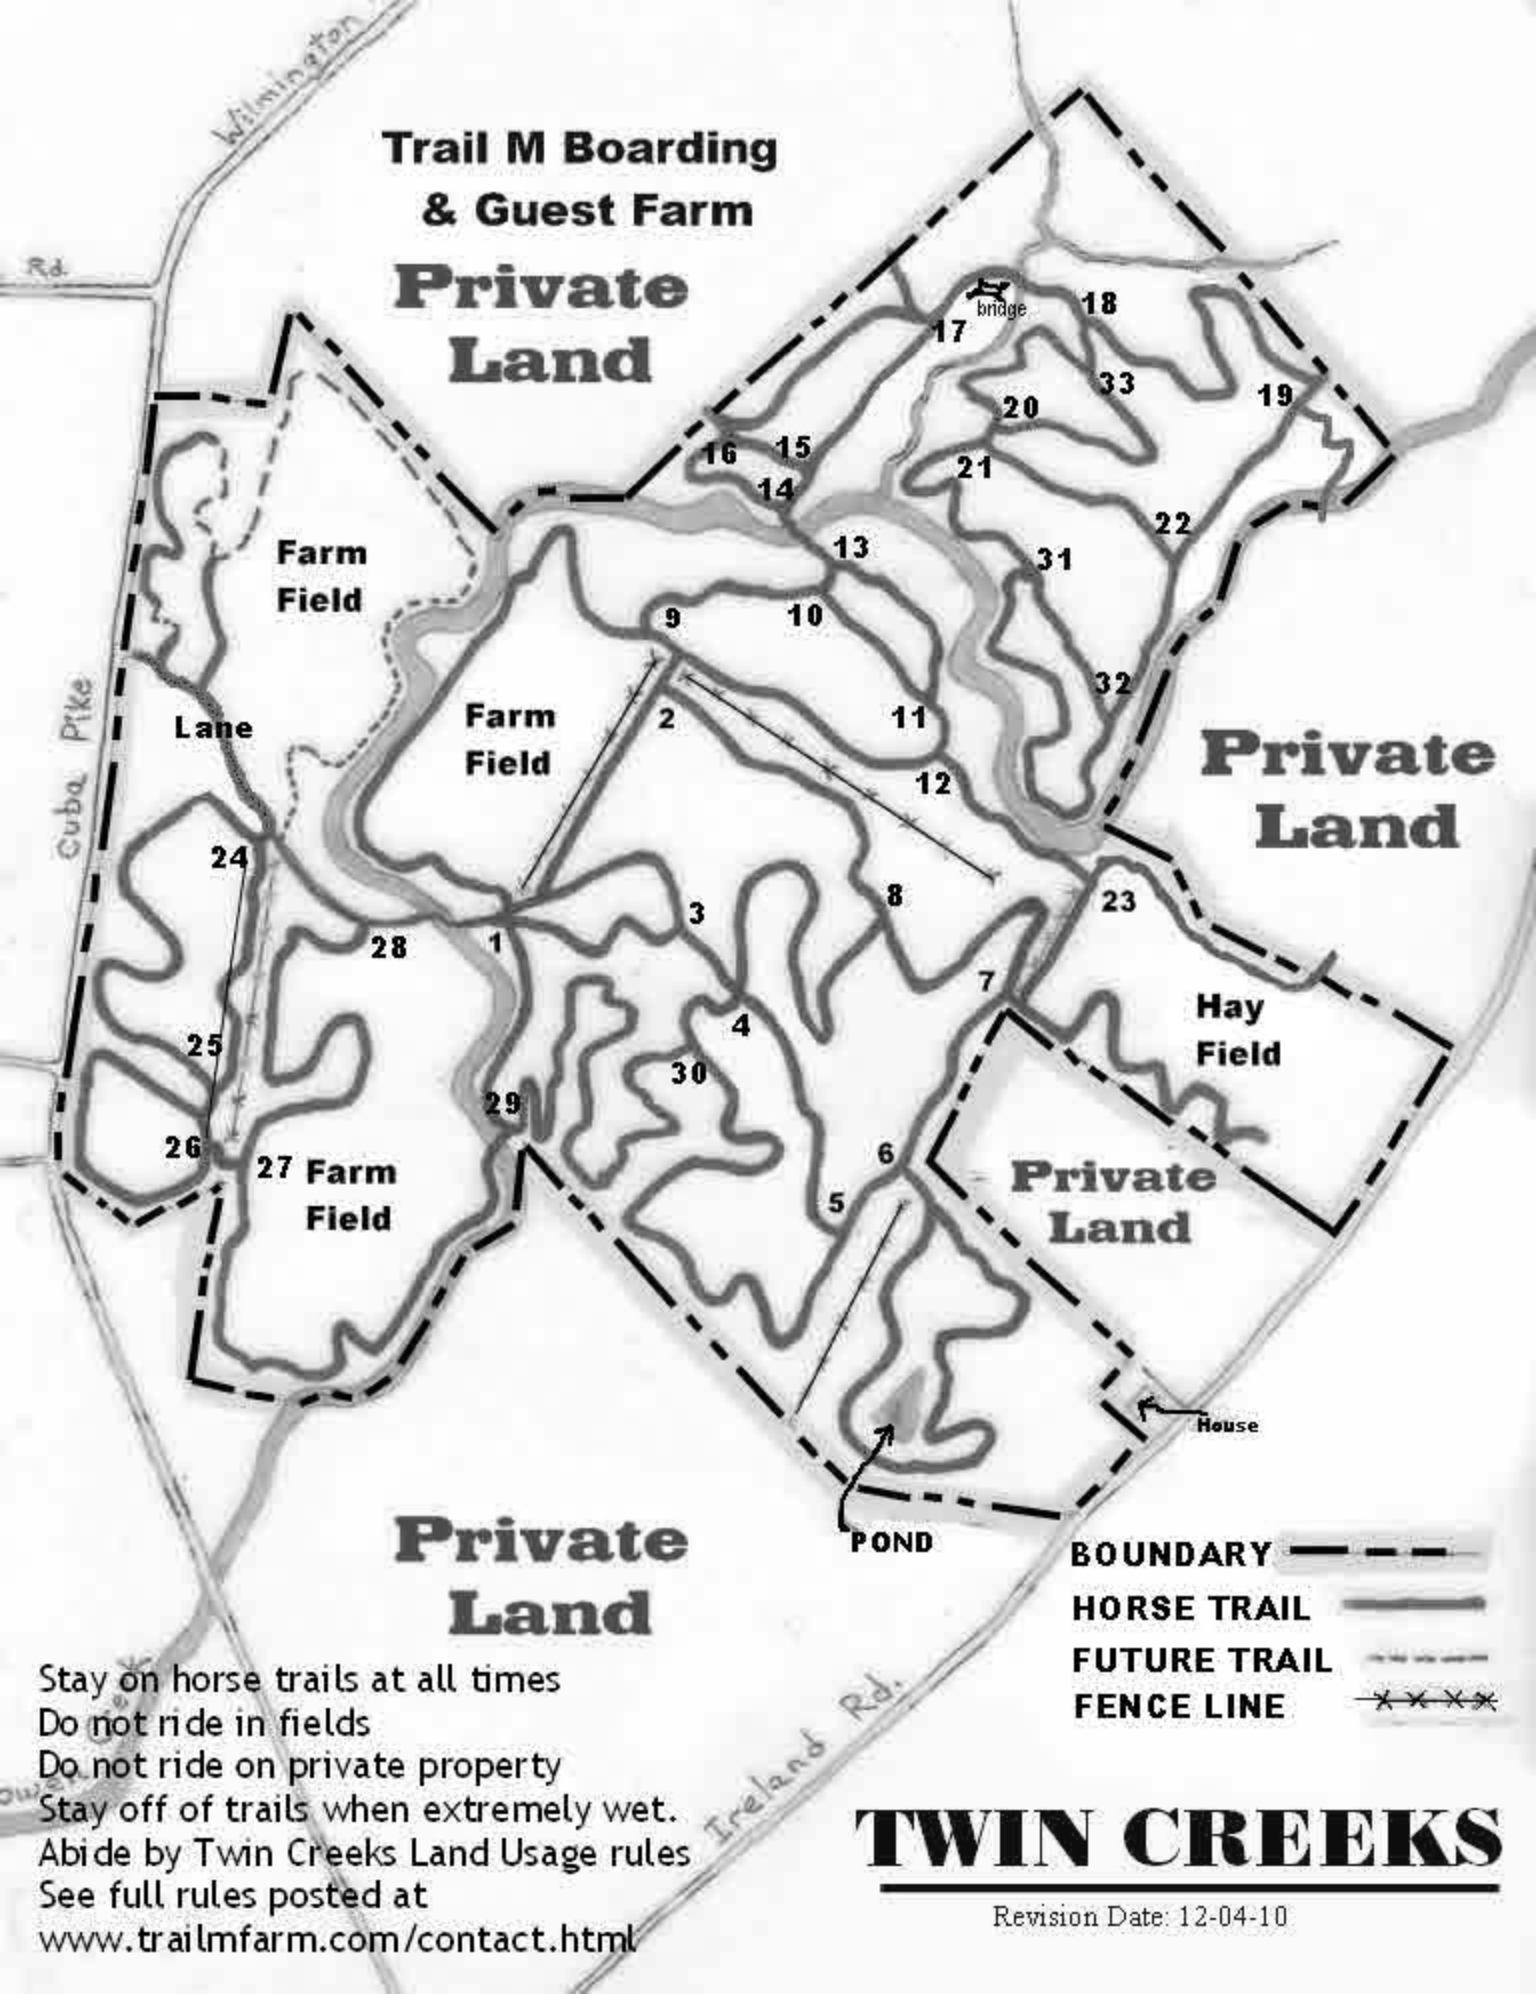 Wilmington
Trail M Boarding
& Guest Farm
Private
Land
Rd.
bridge
17
18
33
19
20
16
15
14
21
22
13
31
Farm
Field
9
10
32
Lane
Farm
Field
2
11
12
Private
Land
Cuba Pike
24
8
23
3
1
28
7
4
Hay
Field
25
30
29
26
27
Farm
Field
6
5
Private
Land
House
POND
Private
Land
BOUNDARY
HORSE TRAIL
FUTURE TRAIL
FENCE LINE
Stay on horse trails at all times
Do not ride in fields
Do not ride on private property
Stay off of trails when extremely wet.
Abide by Twin Creeks Land Usage rules
See full rules posted at
www.trailmfarm.com/contact.html
Ireland Rd.
TWIN CREEKS
Revision Date: 12-04-10